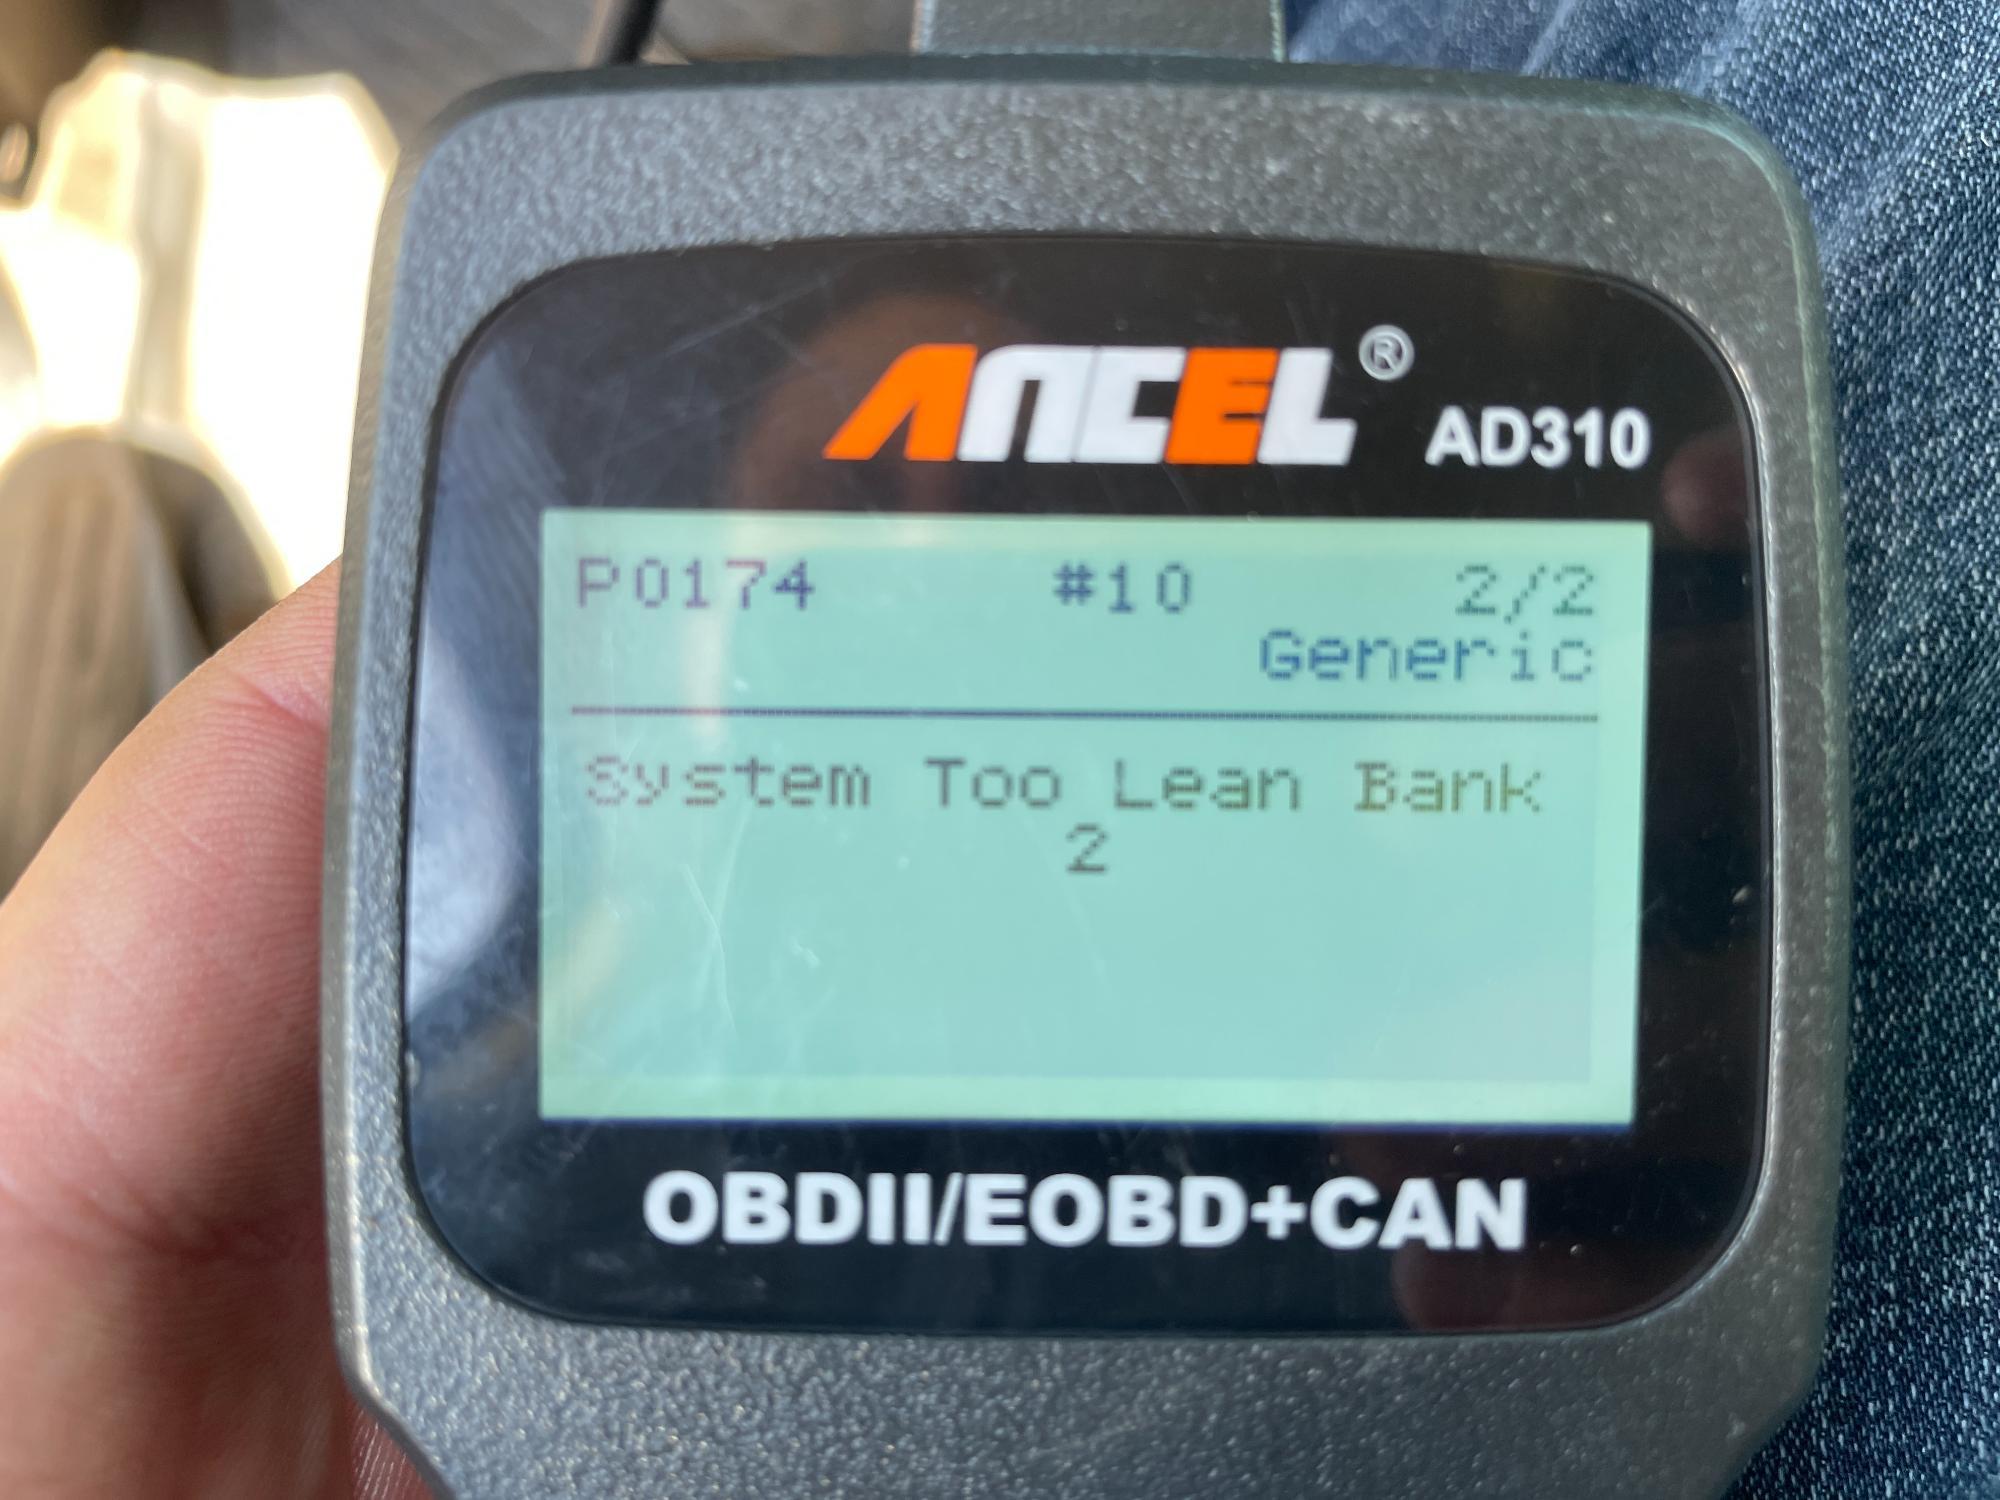 ANCEL®
AD310
P0174 #10 2/2
Generic
System Too Lean Bank
2
OBDII/EOBD+CAN